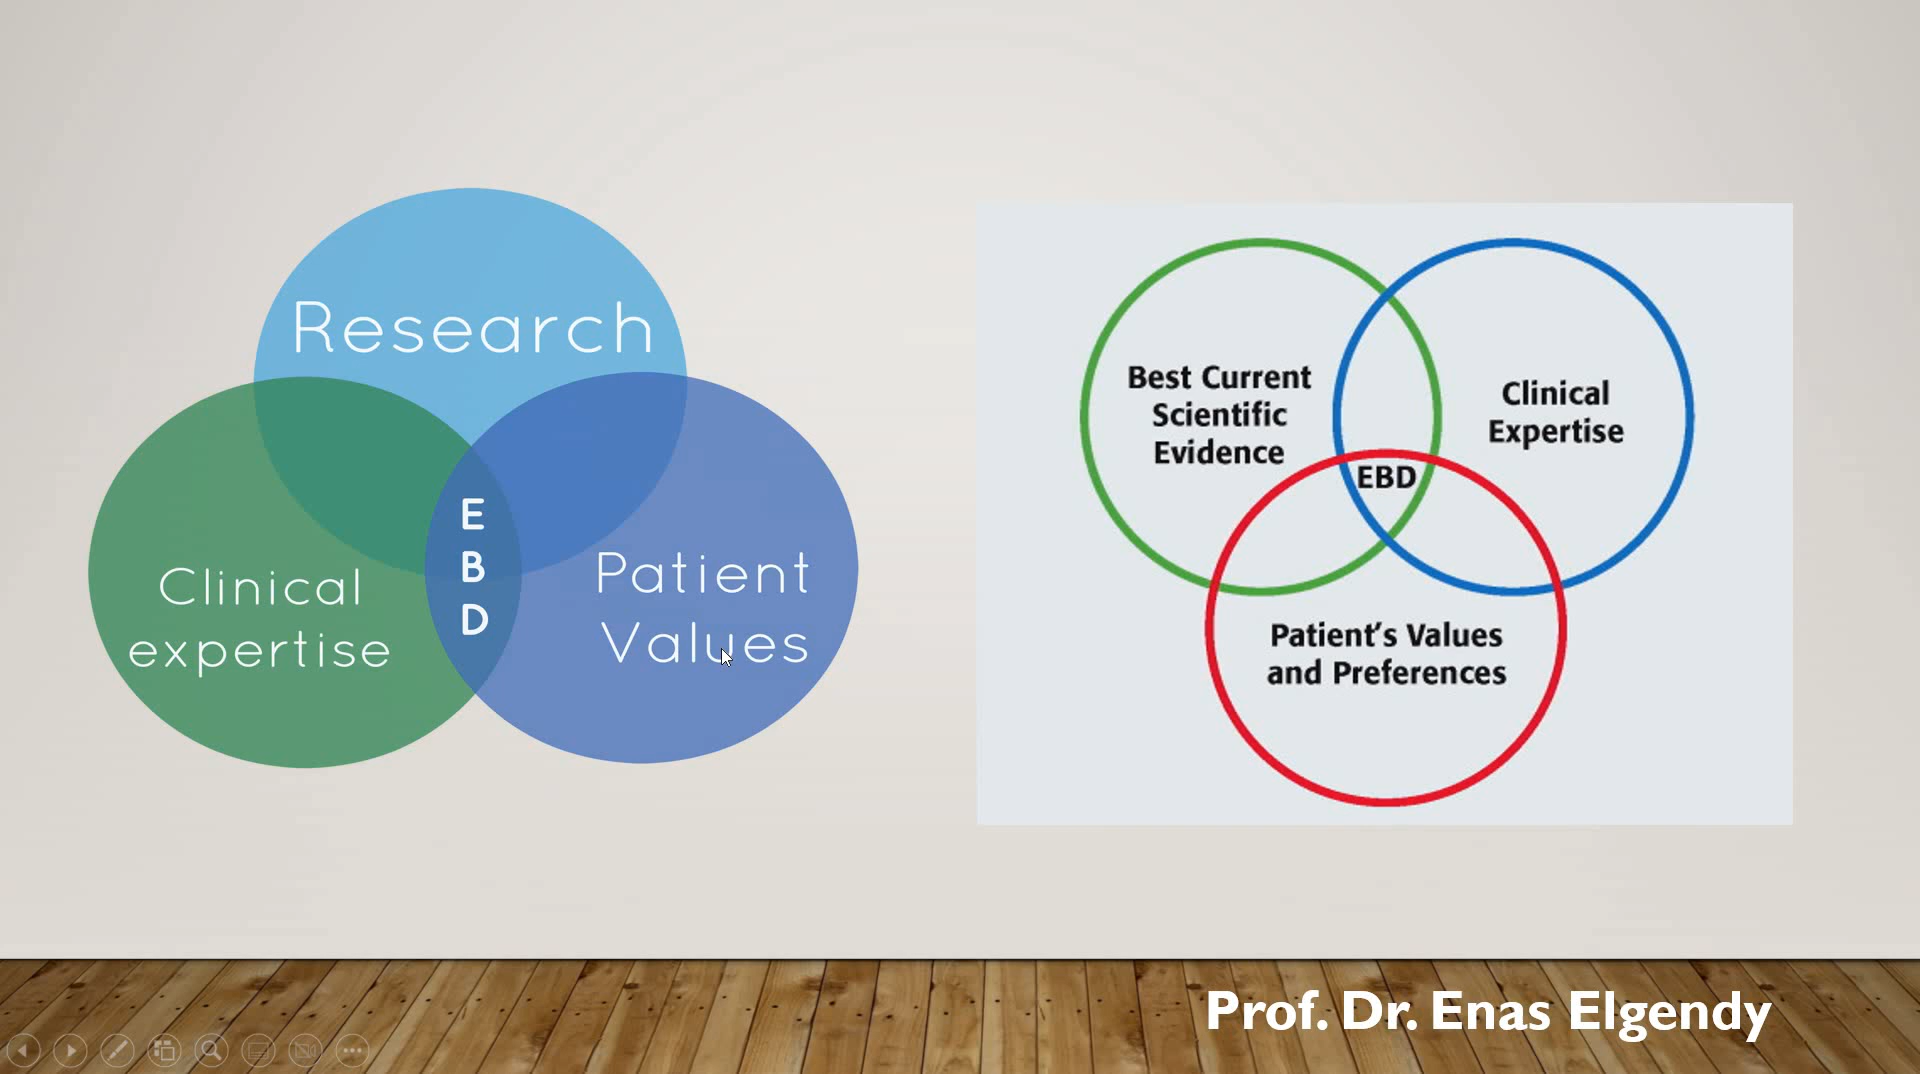 Research
Clinical
expertise
E
B
D
Patient
Values
Best Current
Scientific
Evidence
Clinical
Expertise
EBD
Patient's Values
and Preferences
Prof. Dr. Enas Elgendy